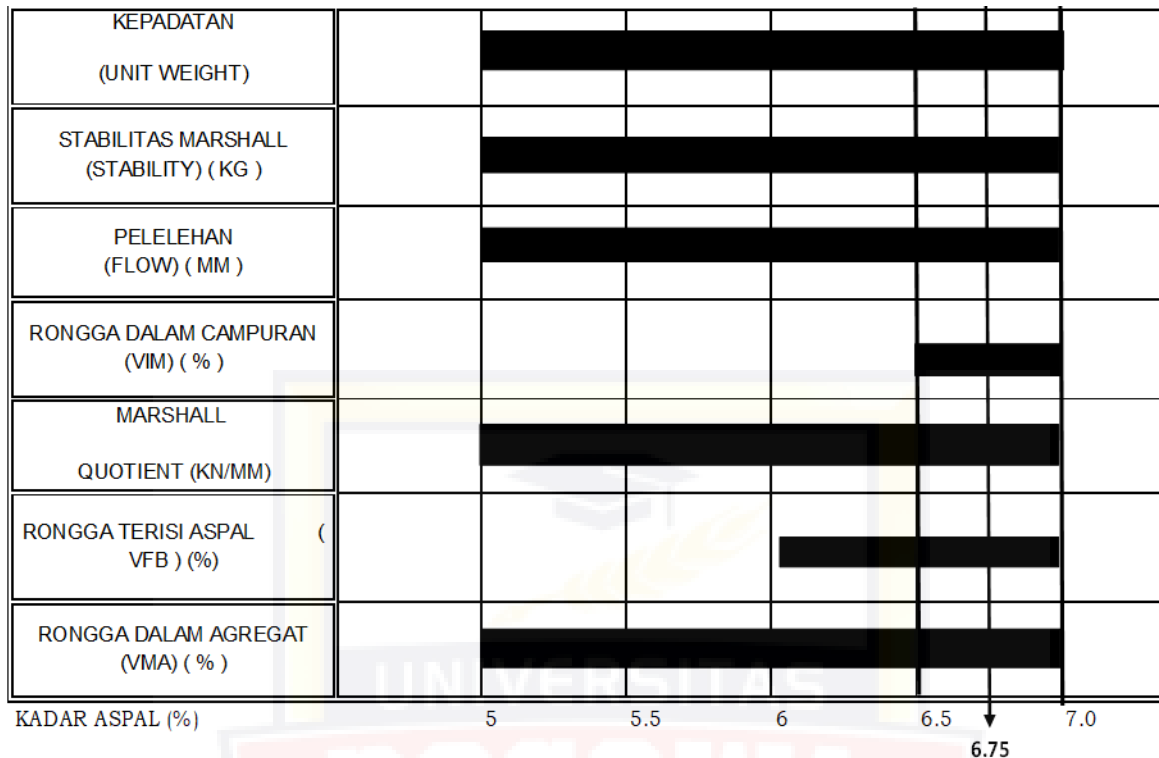 KEPADATAN
(UNIT WEIGHT)
STABILITAS MARSHALL
(STABILITY) ( KG )
PELELEHAN
(FLOW) ( MM )
RONGGA DALAM CAMPURAN
(VIM) ( % )
MARSHALL
QUOTIENT (KN/MM)
RONGGA TERISI ASPAL (
VFB ) (%)
RONGGA DALAM AGREGAT
(VMA) ( % )
UNIVERSITAS
KADAR ASPAL (%) 5 5.5 6 6.5 7.0
6.75